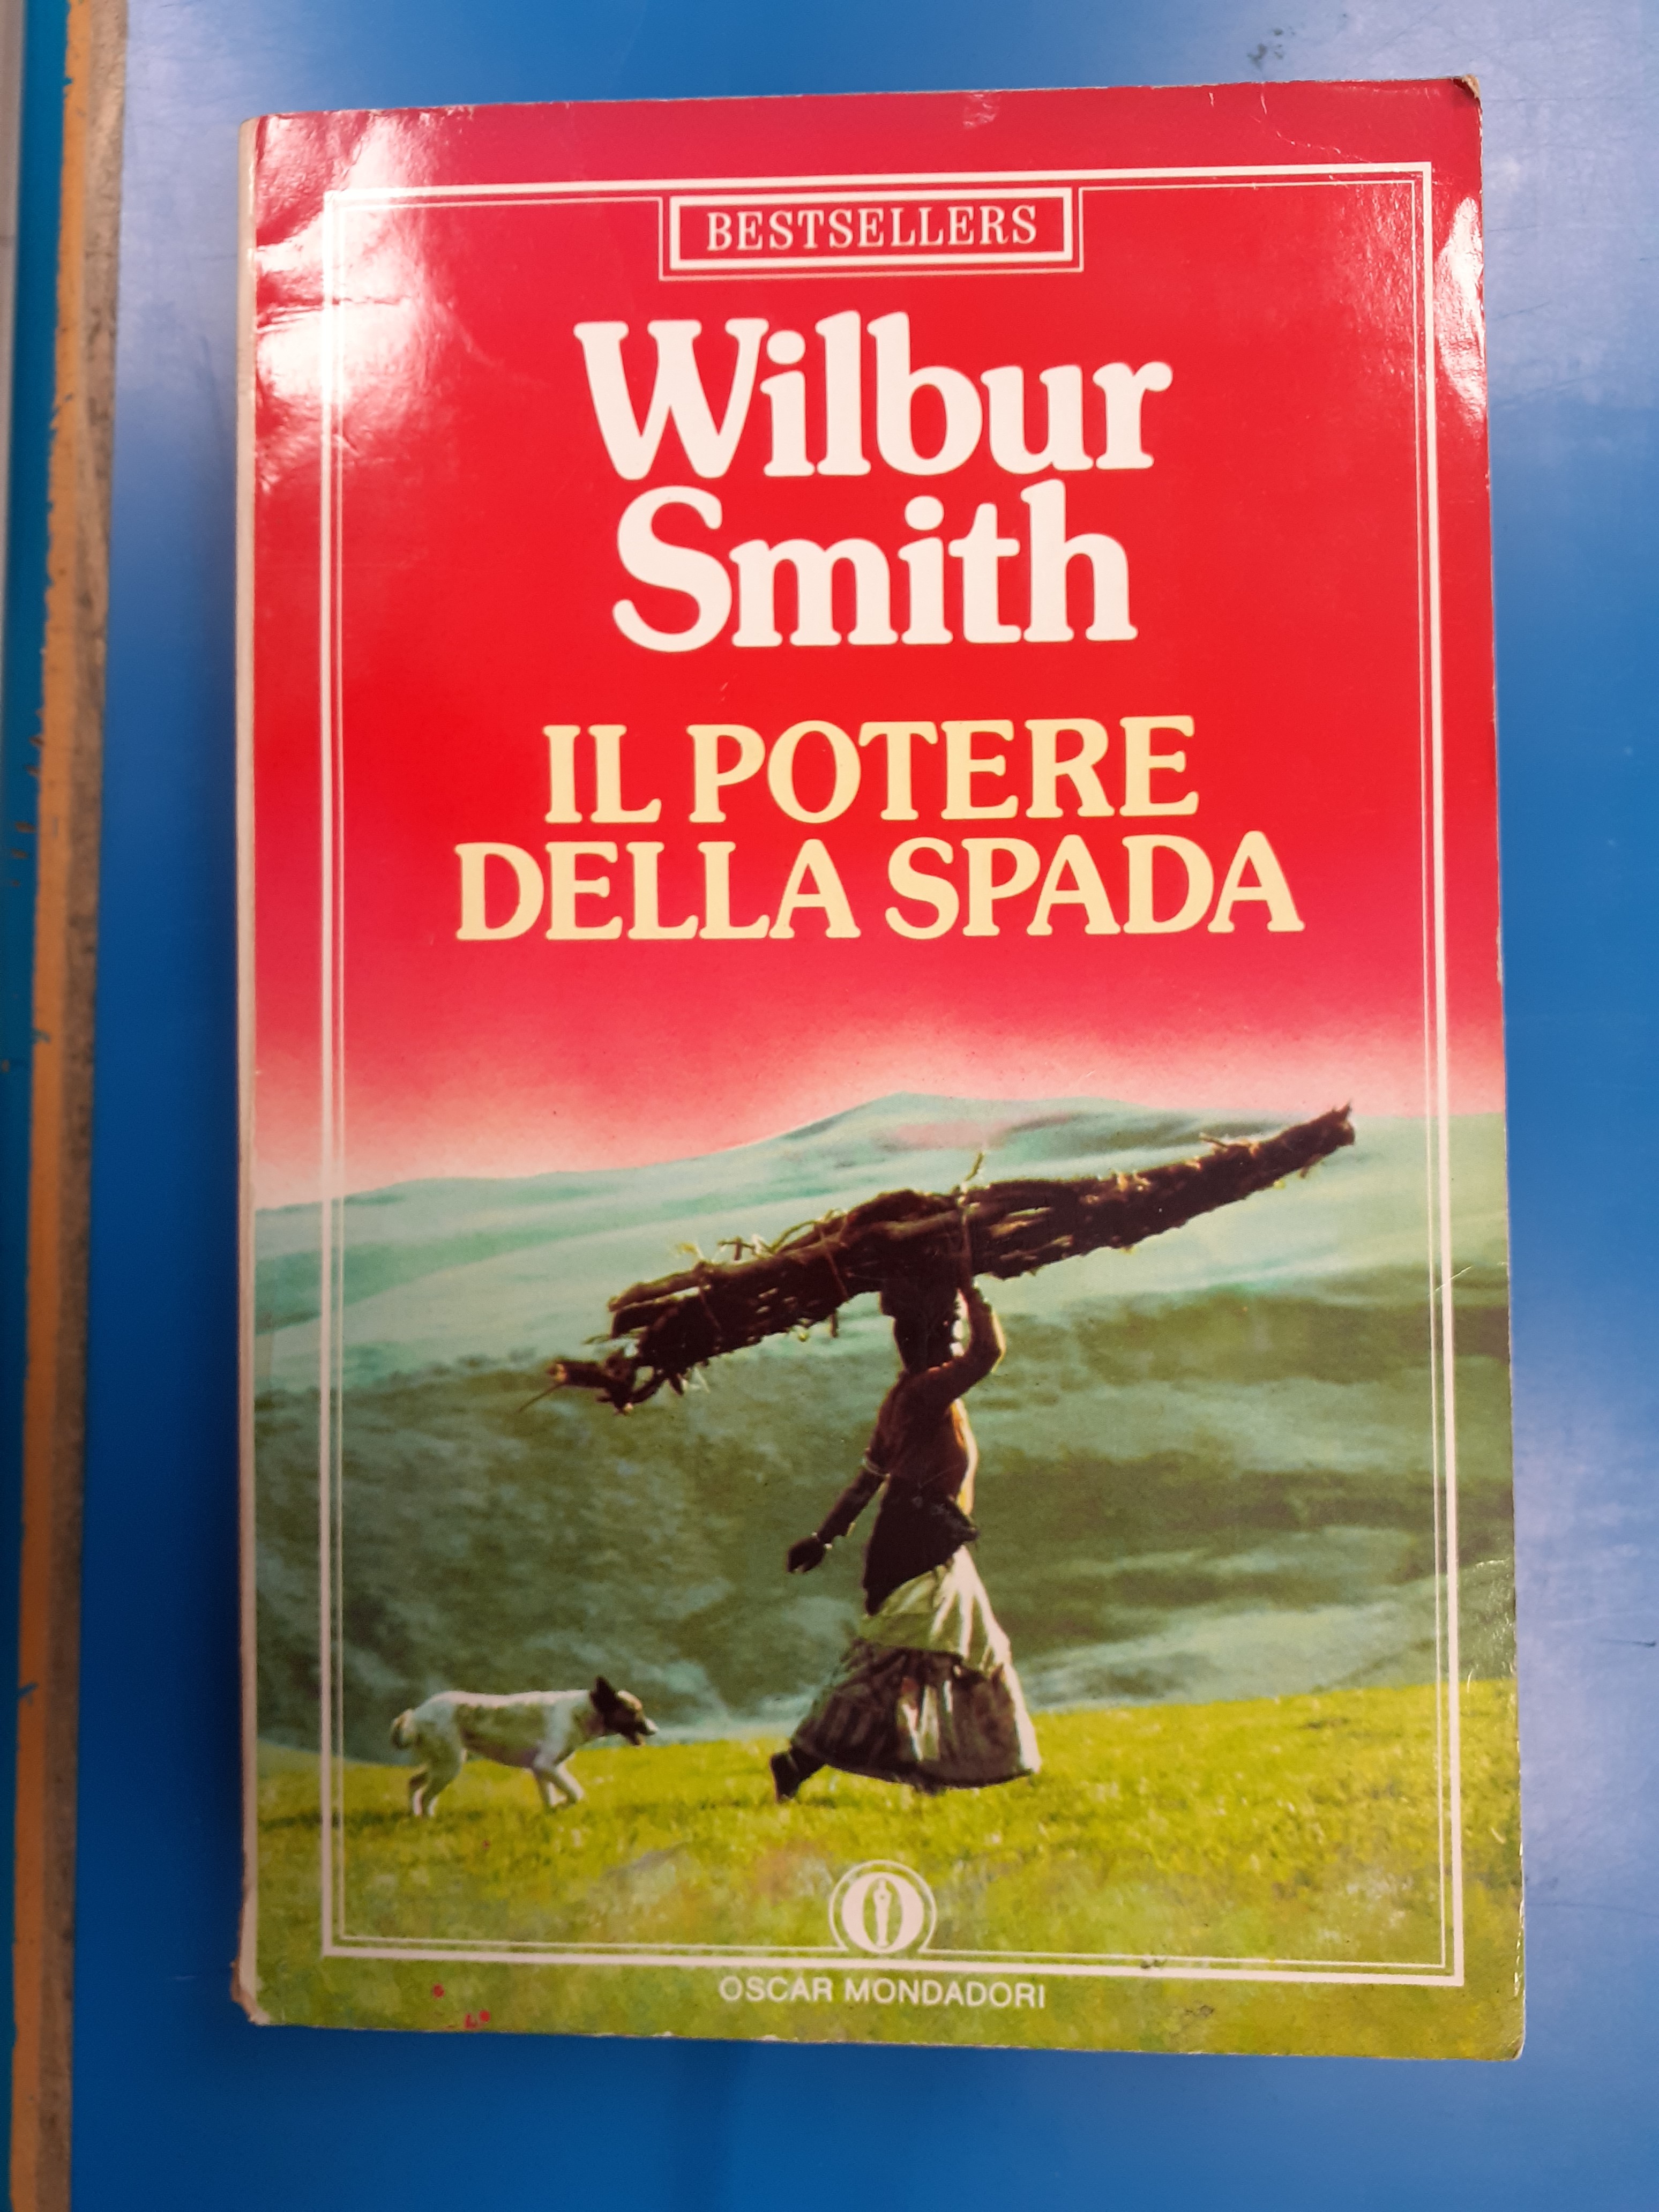 BESTSELLERS
Wilbur
Smith
IL POTERE
DELLA SPADA
OSCAR MONDADORI